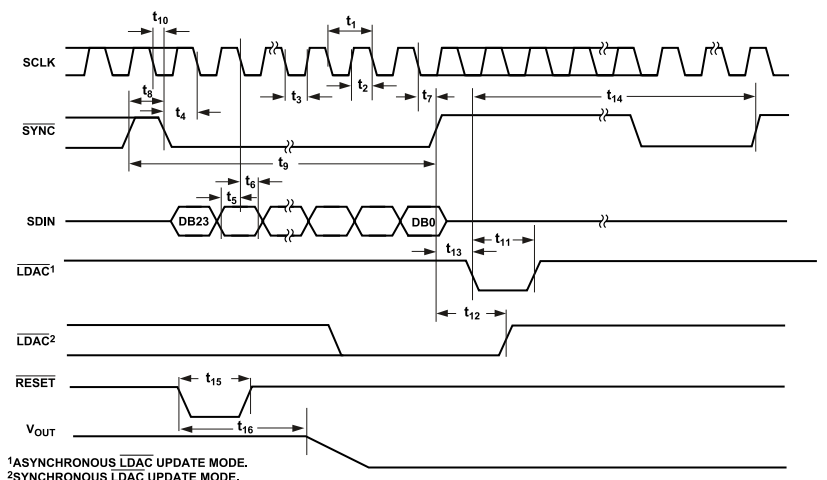 t10
t1
SCLK
t3
t2
t8
t4
t7
t14
SYNC
t9
t6
t5
SDIN
DB23
DB0
t13
t11
LDAC1
t12
LDAC2
RESET
t15
t16
VOUT
1ASYNCHRONOUS LDAC UPDATE MODE.
2SYNCHRONOUS LDAC UPDATE MODE.